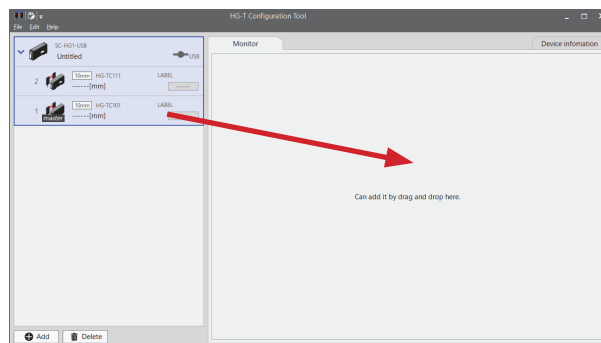 HG-T Configuration Tool
File Edit Help
SC-HG1-USB
Untitled
USB
2 10mm HG-TC111 LABEL
------[mm]
1 10mm HG-TC101 LABEL
master ------[mm]
Monitor
Device infomation
Can add it by drag and drop here.
Add Delete